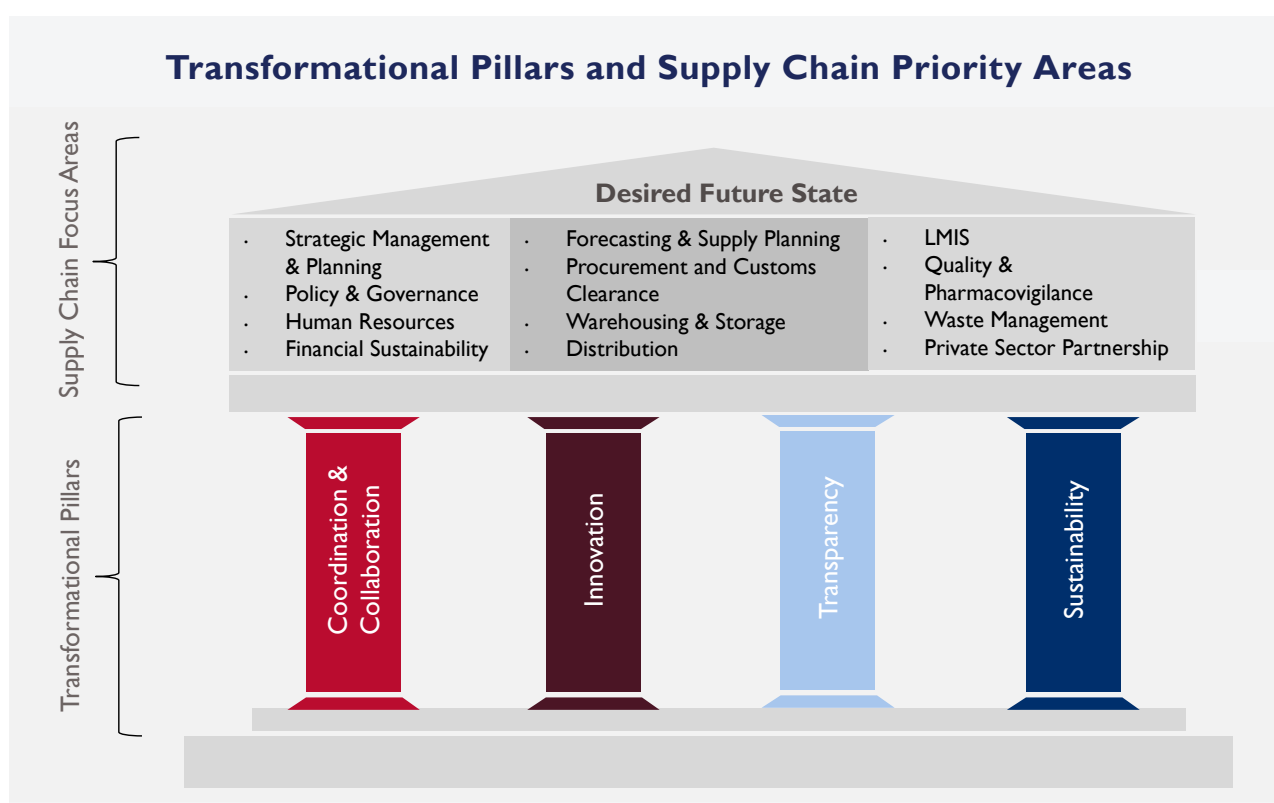 Transformational Pillars and Supply Chain Priority Areas
Supply Chain Focus Areas
Desired Future State
· Strategic Management
& Planning
· Policy & Governance
· Human Resources
· Financial Sustainability
· Forecasting & Supply Planning
· Procurement and Customs
Clearance
· Warehousing & Storage
· Distribution
· LMIS
· Quality &
Pharmacovigilance
· Waste Management
· Private Sector Partnership
Transformational Pillars
Coordination &
Collaboration
Innovation
Transparency
Sustainability